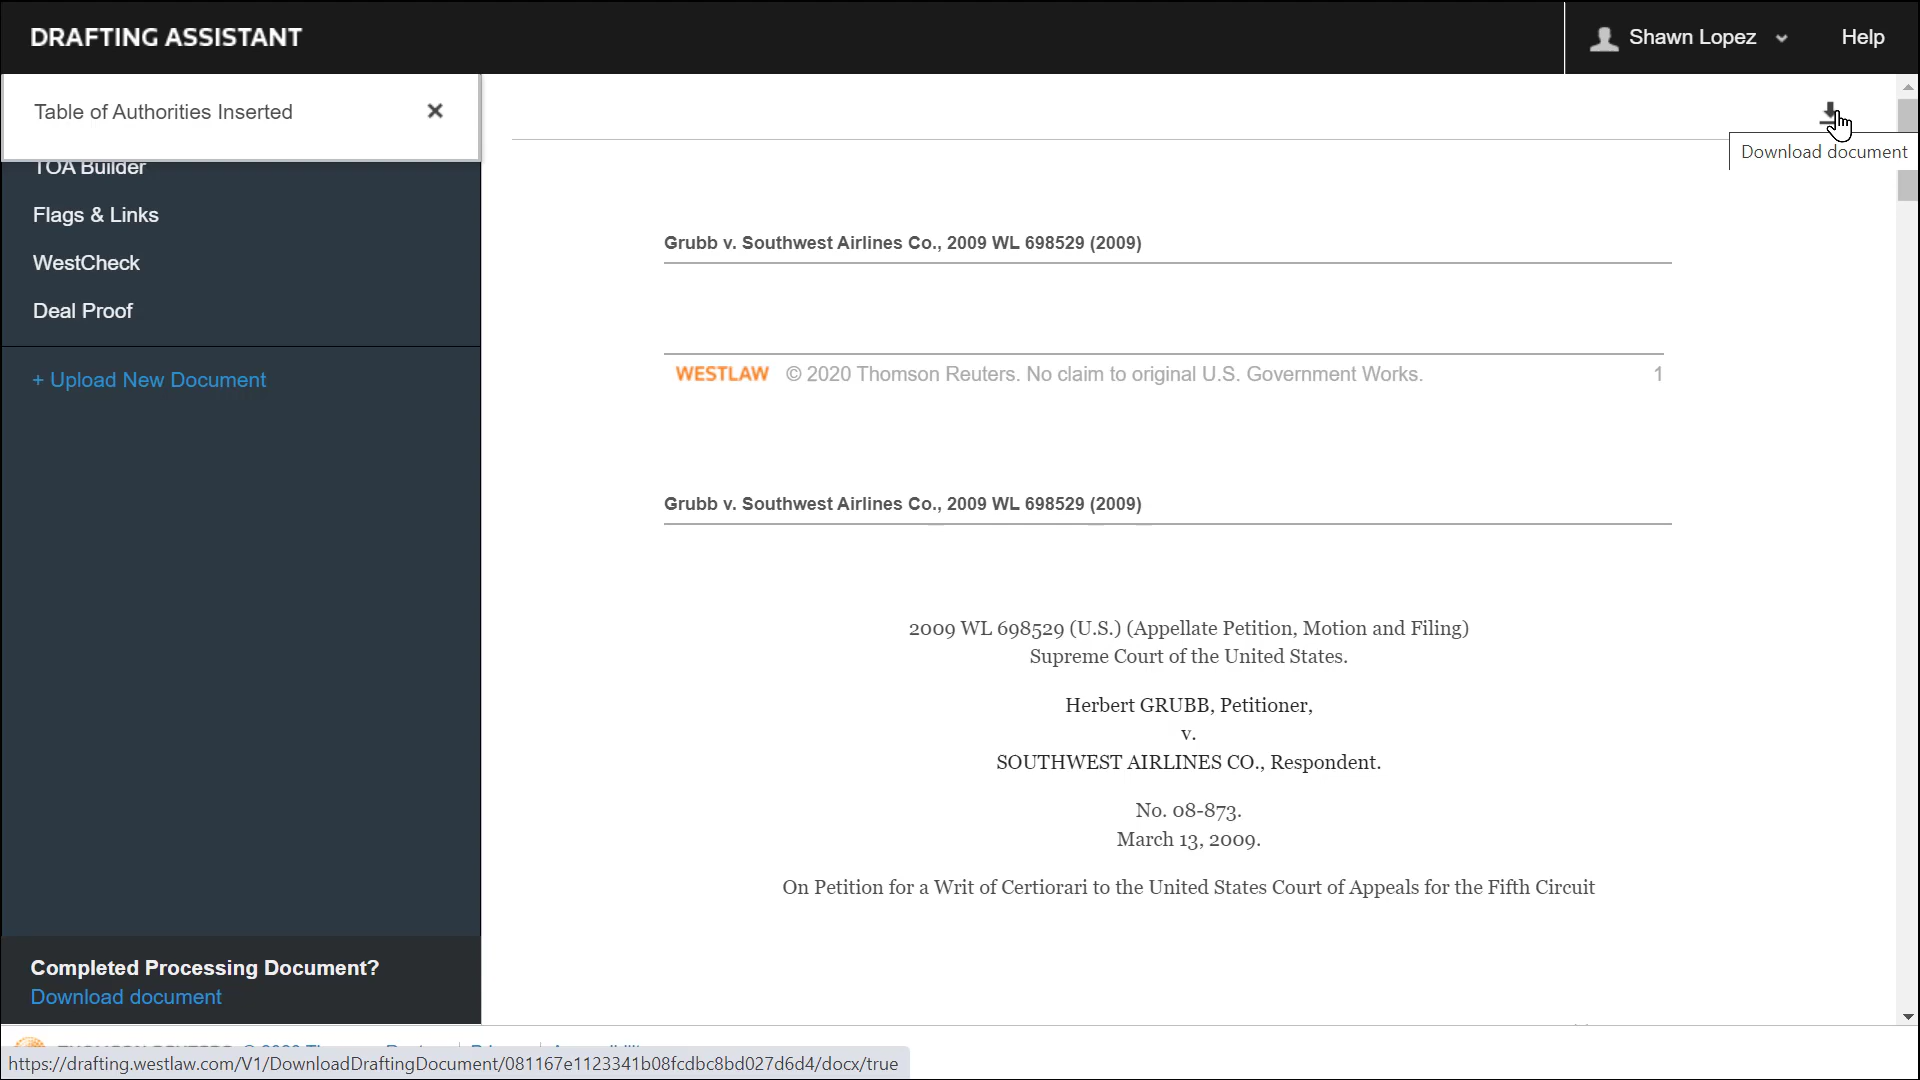 DRAFTING ASSISTANT
Shawn Lopez
Help
Table of Authorities Inserted
TOA Builder
Flags & Links
WestCheck
Deal Proof
+ Upload New Document
Completed Processing Document?
Download document
Download document
Grubb v. Southwest Airlines Co., 2009 WL 698529 (2009)
WESTLAW © 2020 Thomson Reuters. No claim to original U.S. Government Works. 1
Grubb v. Southwest Airlines Co., 2009 WL 698529 (2009)
2009 WL 698529 (U.S.) (Appellate Petition, Motion and Filing)
Supreme Court of the United States.
Herbert GRUBB, Petitioner,
v.
SOUTHWEST AIRLINES CO., Respondent.
No. 08-873.
March 13, 2009.
On Petition for a Writ of Certiorari to the United States Court of Appeals for the Fifth Circuit
https://drafting.westlaw.com/V1/DownloadDraftingDocument/081167e1123341b08fcdbc8bd027d6d4/docx/true